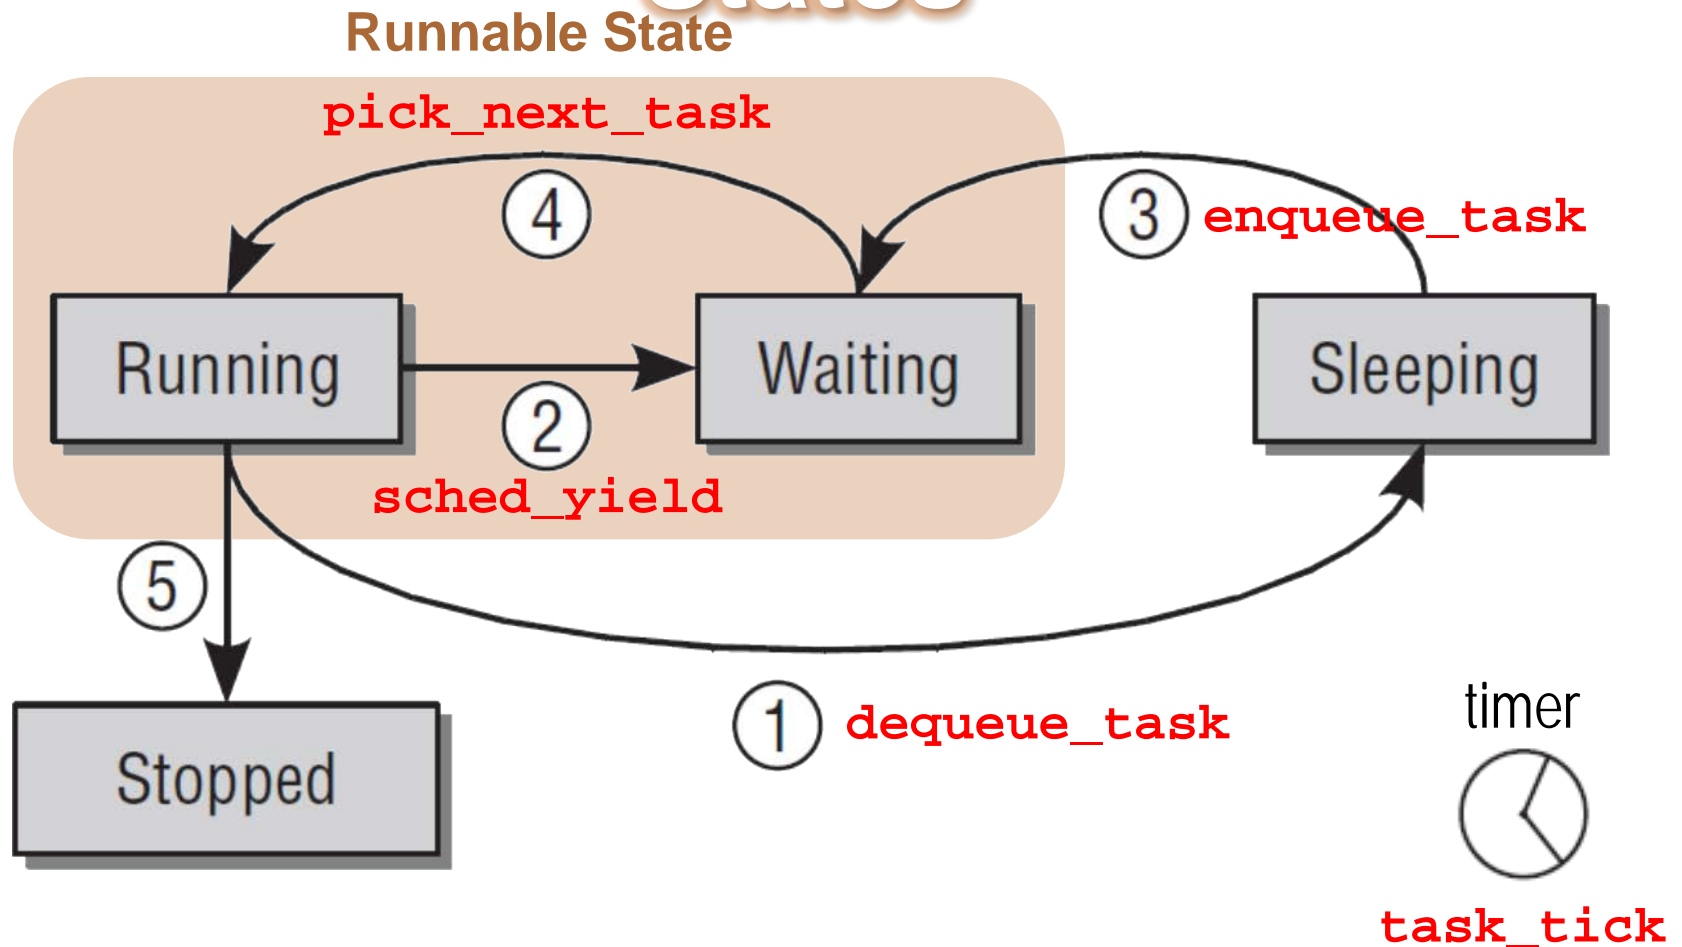 Runnable State
pick_next_task
4
3
enqueue_task
Running
Waiting
Sleeping
2
sched_yield
5
1
dequeue_task
timer
Stopped
task_tick